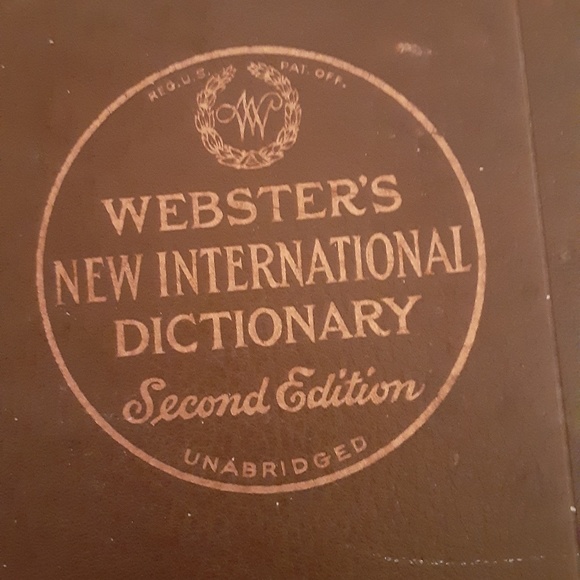 REG. U.S. PAT. OFF.
W
WEBSTER'S
NEW INTERNATIONAL
DICTIONARY
Second Edition
UNABRIDGED